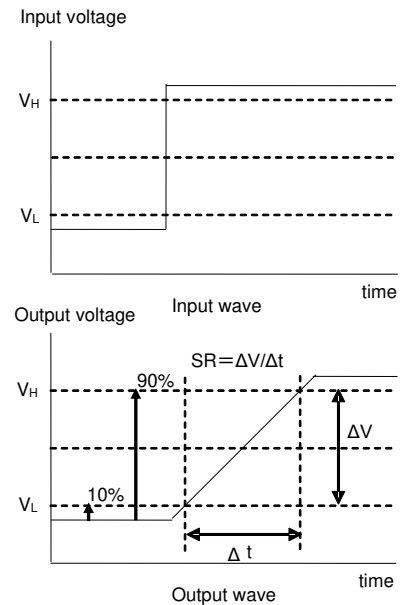 Input voltage
VH
VL
time
Input wave
Output voltage
SR=ΔV/Δt
VH
90%
ΔV
VL
10%
Δ t
time
Output wave